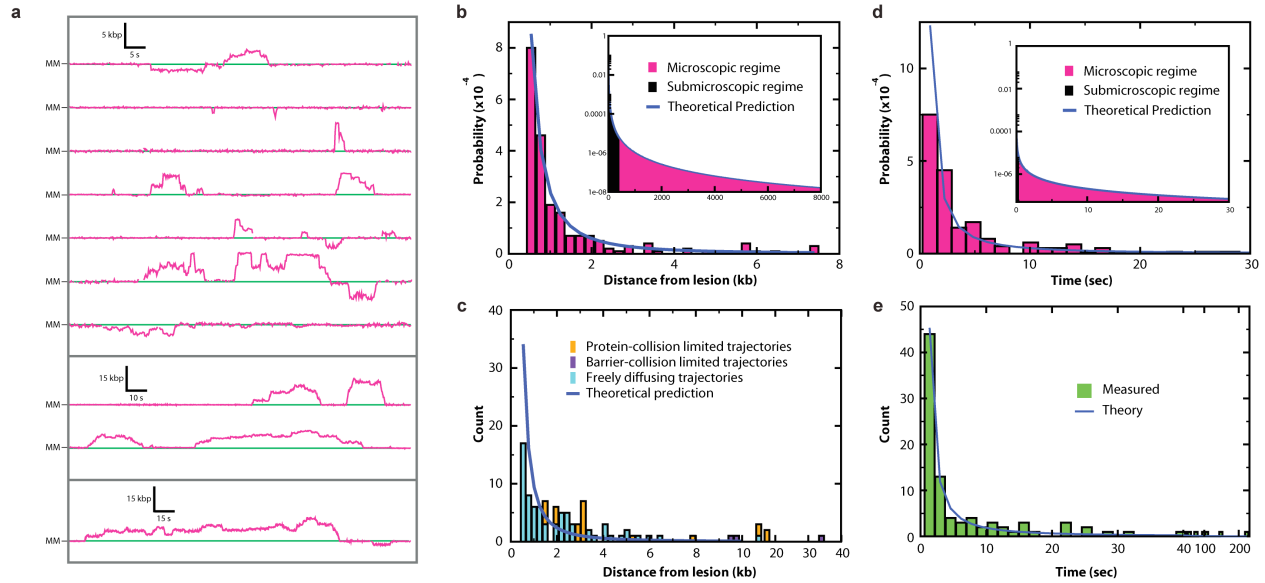 a
5 kbp
5 s
MM
MM
MM
MM
MM
MM
MM
15 kbp
10 s
MM
MM
15 kbp
15 s
MM
b
Probability (x10 -4)
8
6
4
2
0
0 2 4 6 8
Distance from lesion (kb)
1
0.01
0.0001
1e-06
1e-08
0 2000 4000 6000 8000
Microscopic regime
Submicroscopic regime
Theoretical Prediction
c
Count
40
30
20
10
0
0 2 4 6 8 10 20 30 40
Distance from lesion (kb)
Protein-collision limited trajectories
Barrier-collision limited trajectories
Freely diffusing trajectories
Theoretical prediction
d
Probability (x10 -4)
10
5
0
0 10 20 30
Time (sec)
1
0.01
0.0001
1e-06
0 10 20 30
Microscopic regime
Submicroscopic regime
Theoretical Prediction
e
Count
50
40
30
20
10
0
0 10 20 30 40 100 200
Time (sec)
Measured
Theory